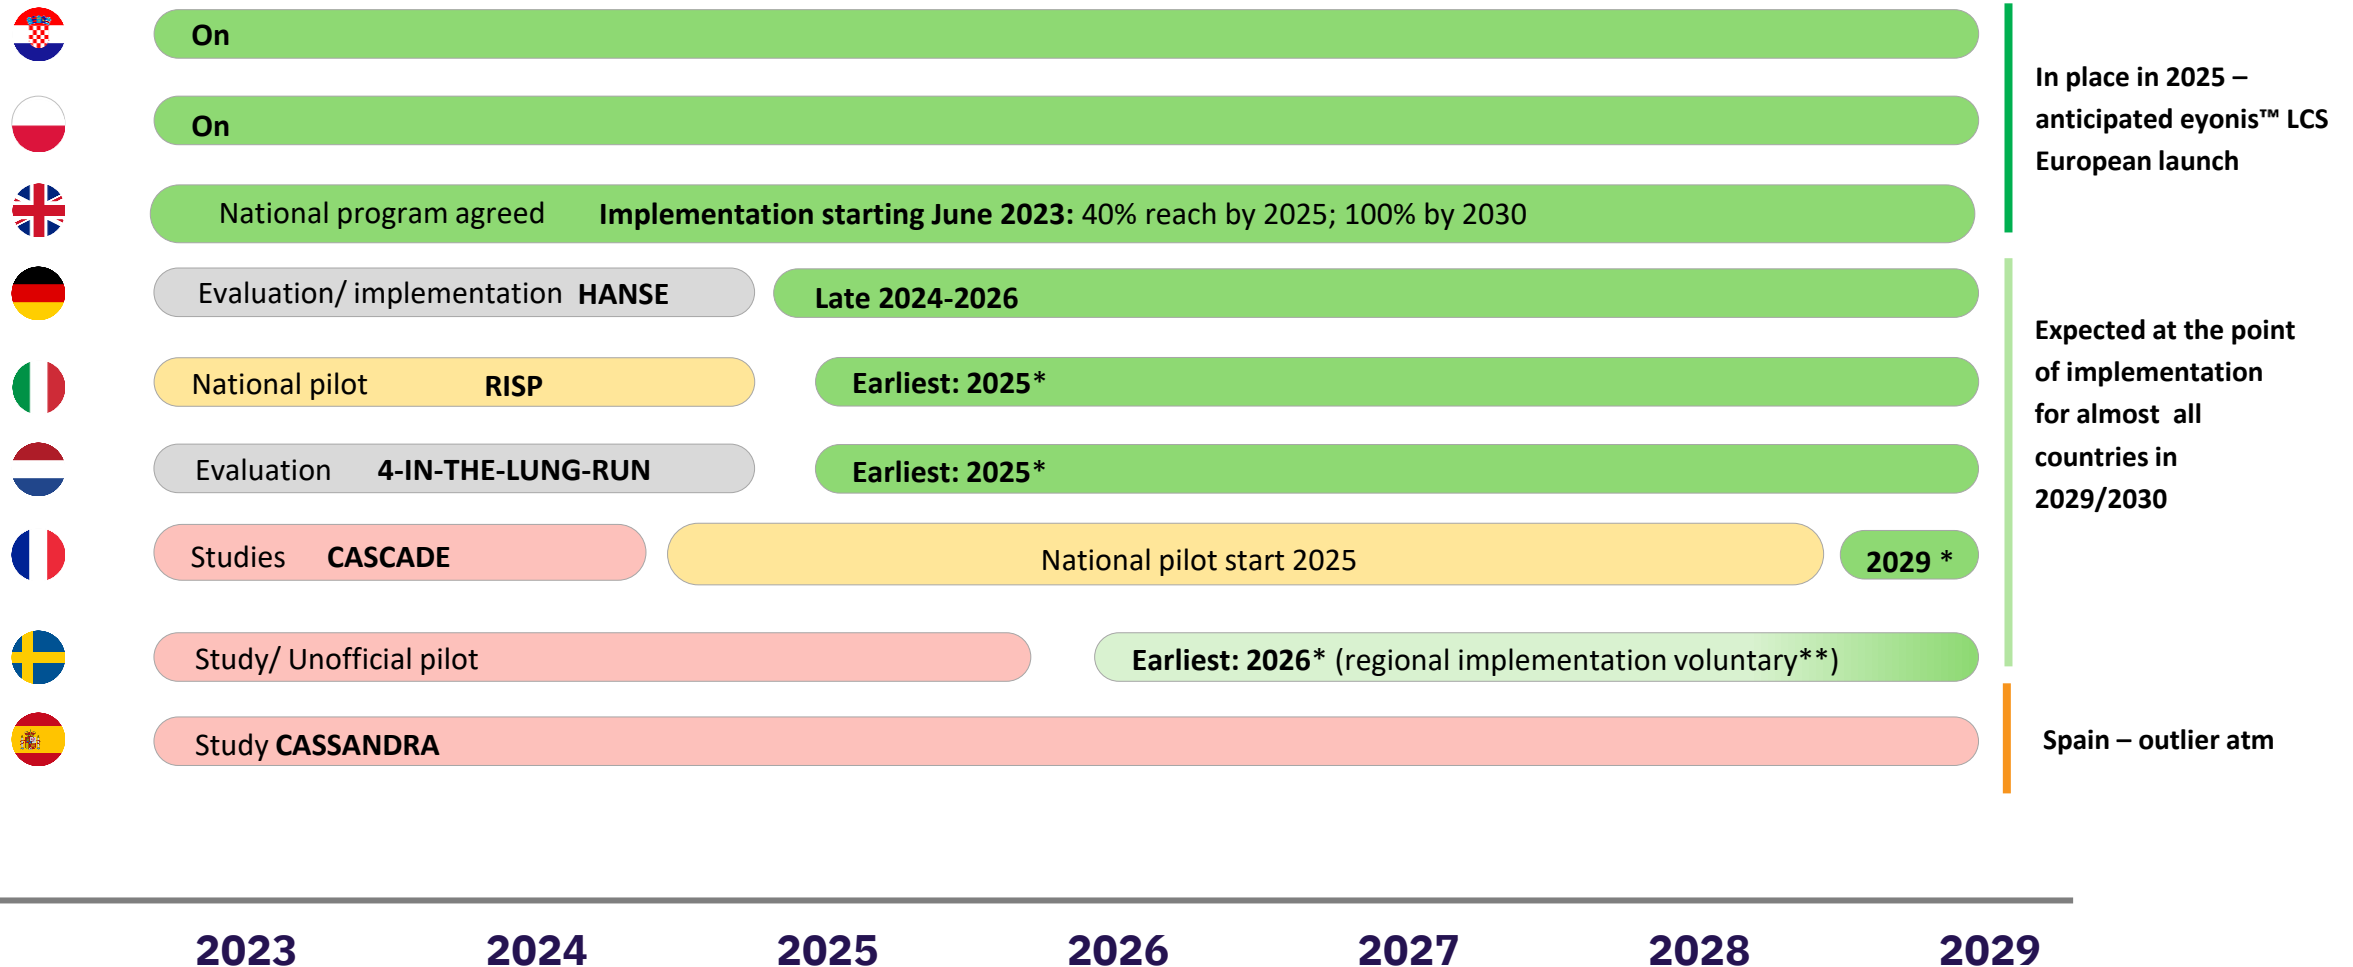 On
In place in 2025 –
anticipated eyonis™ LCS
European launch
On
National program agreed Implementation starting June 2023: 40% reach by 2025; 100% by 2030
Evaluation/ implementation HANSE
Late 2024-2026
Expected at the point
of implementation
for almost all
countries in
2029/2030
National pilot RISP
Earliest: 2025*
Evaluation 4-IN-THE-LUNG-RUN
Earliest: 2025*
Studies CASCADE
National pilot start 2025
2029 *
Study/ Unofficial pilot
Earliest: 2026* (regional implementation voluntary**)
Study CASSANDRA
Spain – outlier atm
2023 2024 2025 2026 2027 2028 2029